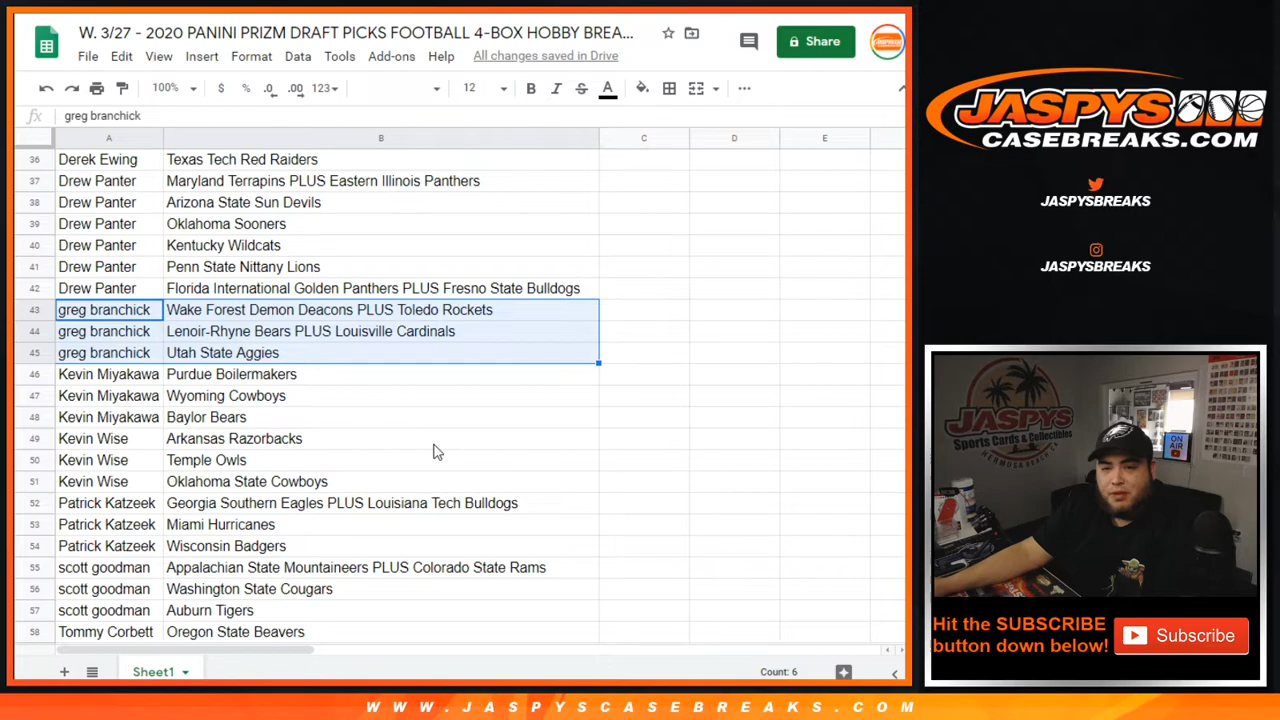 W. 3/27 - 2020 PANINI PRIZM DRAFT PICKS FOOTBALL 4-BOX HOBBY BREA...
File Edit View Insert Format Data Tools Add-ons Help All changes saved in Drive
Share
100% $ % .0 .00 123 12 B I S A
fx greg branchick
A B C D E
36 Derek Ewing Texas Tech Red Raiders
37 Drew Panter Maryland Terrapins PLUS Eastern Illinois Panthers
38 Drew Panter Arizona State Sun Devils
39 Drew Panter Oklahoma Sooners
40 Drew Panter Kentucky Wildcats
41 Drew Panter Penn State Nittany Lions
42 Drew Panter Florida International Golden Panthers PLUS Fresno State Bulldogs
43 greg branchick Wake Forest Demon Deacons PLUS Toledo Rockets
44 greg branchick Lenoir-Rhyne Bears PLUS Louisville Cardinals
45 greg branchick Utah State Aggies
46 Kevin Miyakawa Purdue Boilermakers
47 Kevin Miyakawa Wyoming Cowboys
48 Kevin Miyakawa Baylor Bears
49 Kevin Wise Arkansas Razorbacks
50 Kevin Wise Temple Owls
51 Kevin Wise Oklahoma State Cowboys
52 Patrick Katzeek Georgia Southern Eagles PLUS Louisiana Tech Bulldogs
53 Patrick Katzeek Miami Hurricanes
54 Patrick Katzeek Wisconsin Badgers
55 scott goodman Appalachian State Mountaineers PLUS Colorado State Rams
56 scott goodman Washington State Cougars
57 scott goodman Auburn Tigers
58 Tommy Corbett Oregon State Beavers
Sheet1
Count: 6
JASPYS
CASEBREAKS.COM
JASPYSBREAKS
JASPYSBREAKS
JASPYS
Sports Cards & Collectibles
HERMOSA BEACH, CA
ON AIR
Hit the SUBSCRIBE
button down below!
Subscribe
WWW.JASPYSCASEBREAKS.COM